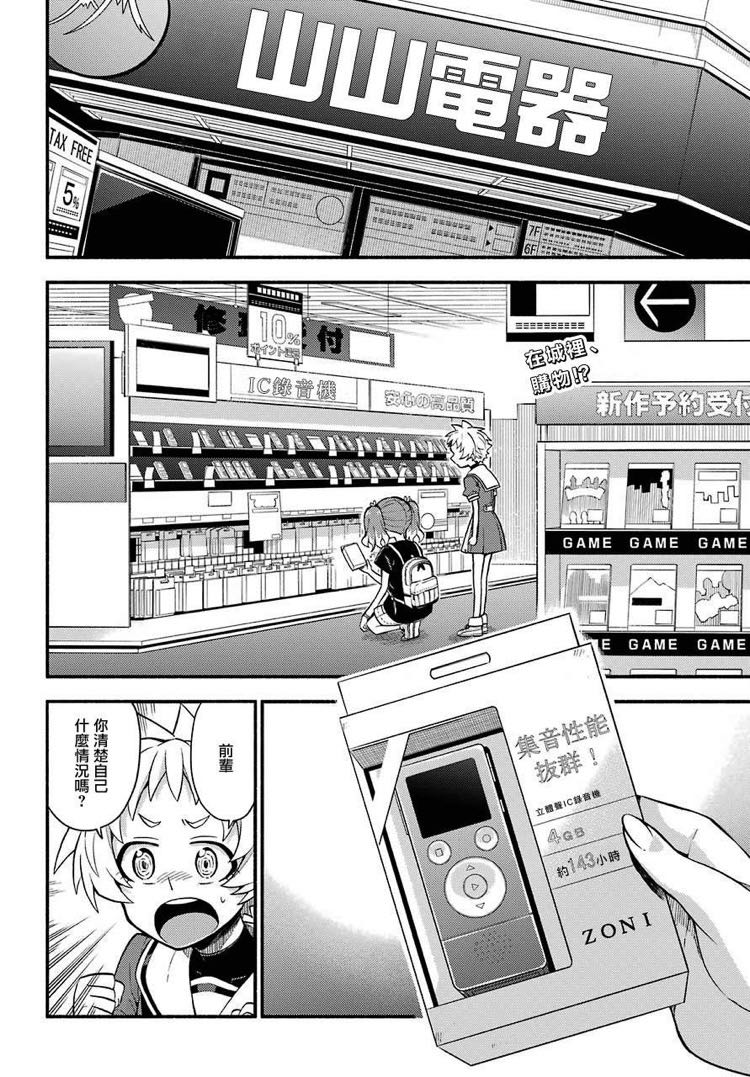 山山電器
TAX FREE
5%
7F
6F
10%
ポイント還元
IC錄音機
安心の高品質
在城裡、
購物!?
新作予約受付
GAME GAME GAME
GAME GAME GAME
集音性能
抜群！
立體聲IC錄音機
4GB
約143小時
ZONI
前輩
你清楚自己
什麼情況嗎？